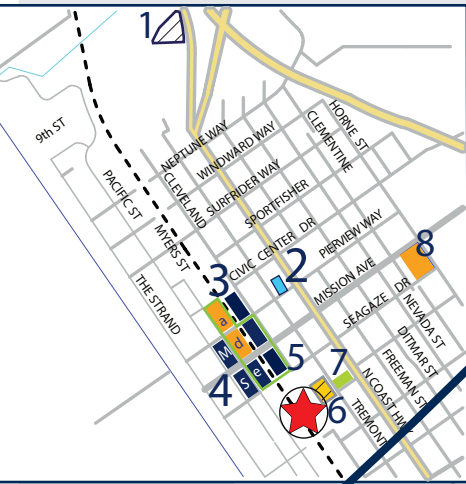 1
9th ST
HORNE ST
CLEMENTINE
NEPTUNE WAY
WINDWARD WAY
SURFRIDER WAY
SPORTFISHER
CLEVELAND
PACIFIC ST
MYERS ST
THE STRAND
CIVIC CENTER DR
PIERVIEW WAY
MISSION AVE
SEAGAZE DR
2
3
8
NEVADA ST
DITMAR ST
FREEMAN ST
N COAST HWY
TREMONT
a
d
M
e
S
4
5
7
6